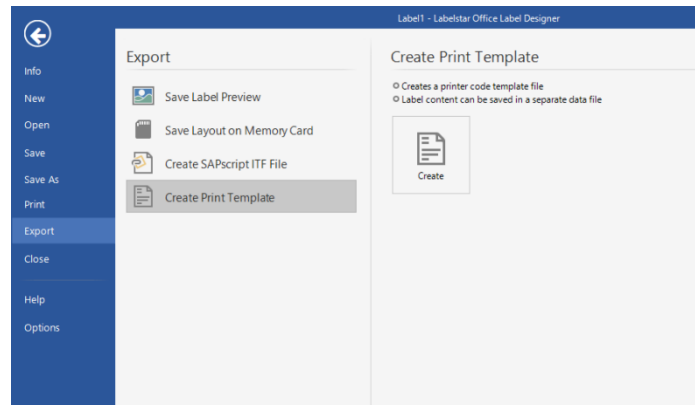 Label1 - Labelstar Office Label Designer
Info
New
Open
Save
Save As
Print
Export
Close
Help
Options
Export
Save Label Preview
Save Layout on Memory Card
Create SAPscript ITF File
Create Print Template
Create Print Template
Creates a printer code template file
Label content can be saved in a separate data file
Create